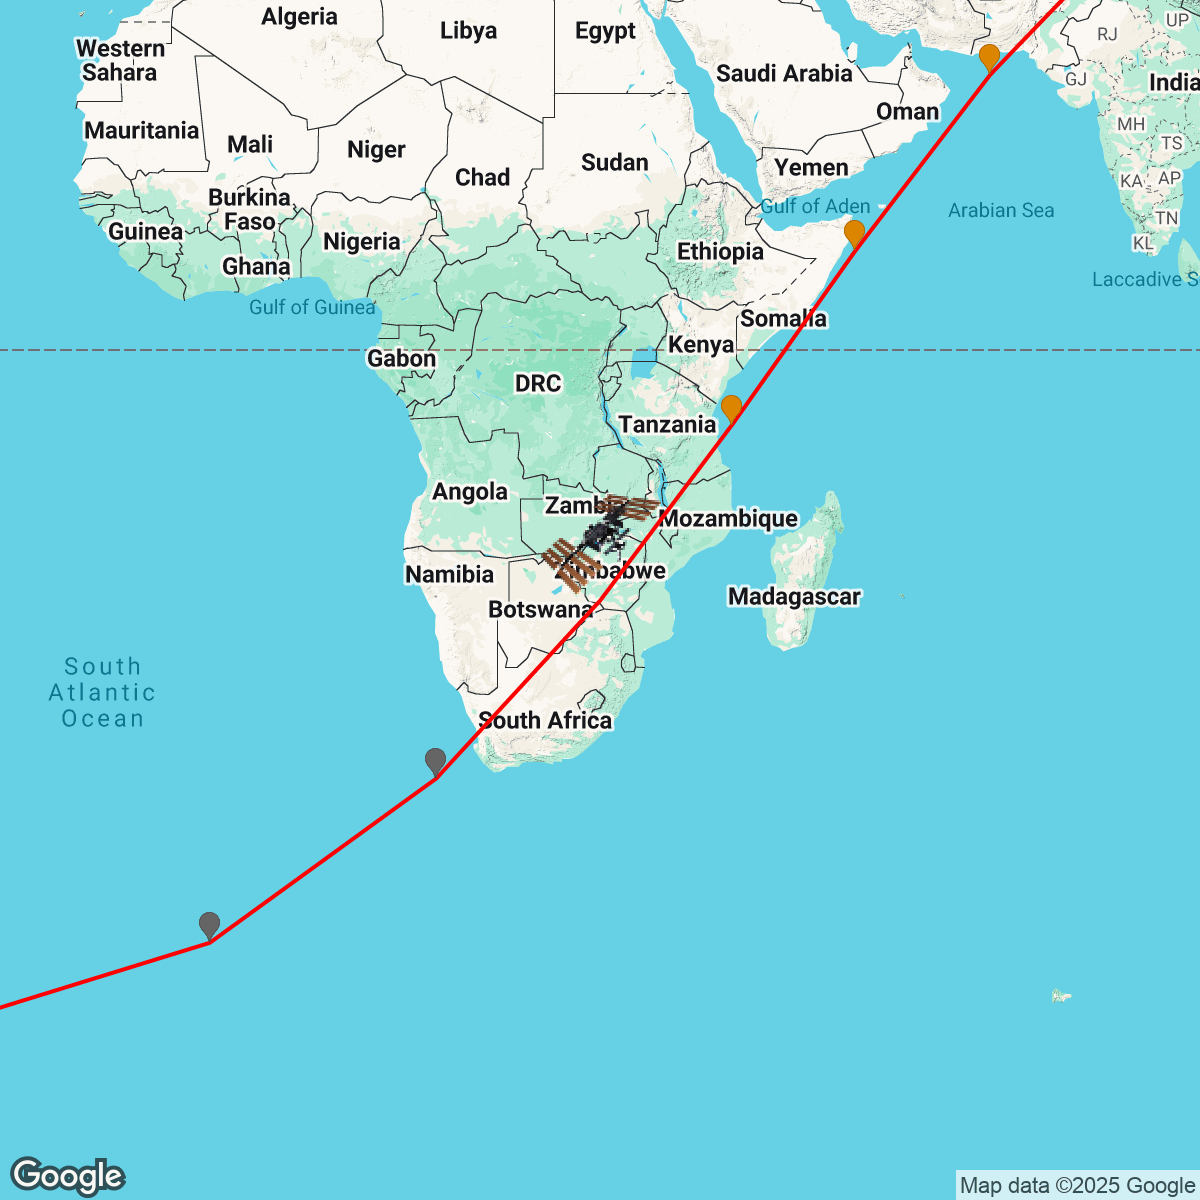 Algeria
Libya
Egypt
Western
Sahara
Saudi Arabia
Oman
RJ
UP
GJ
India
Mauritania
Mali
Niger
Chad
Sudan
Yemen
MH
TS
Burkina
Faso
Gulf of Aden
Arabian Sea
KA
AP
Guinea
Nigeria
Ethiopia
TN
KL
Ghana
Gulf of Guinea
Laccadive S
Somalia
Gabon
Kenya
DRC
Tanzania
Angola
Mozambique
Namibia
Botswana
Madagascar
South
Atlantic
Ocean
South Africa
Google
Map data ©2025 Google